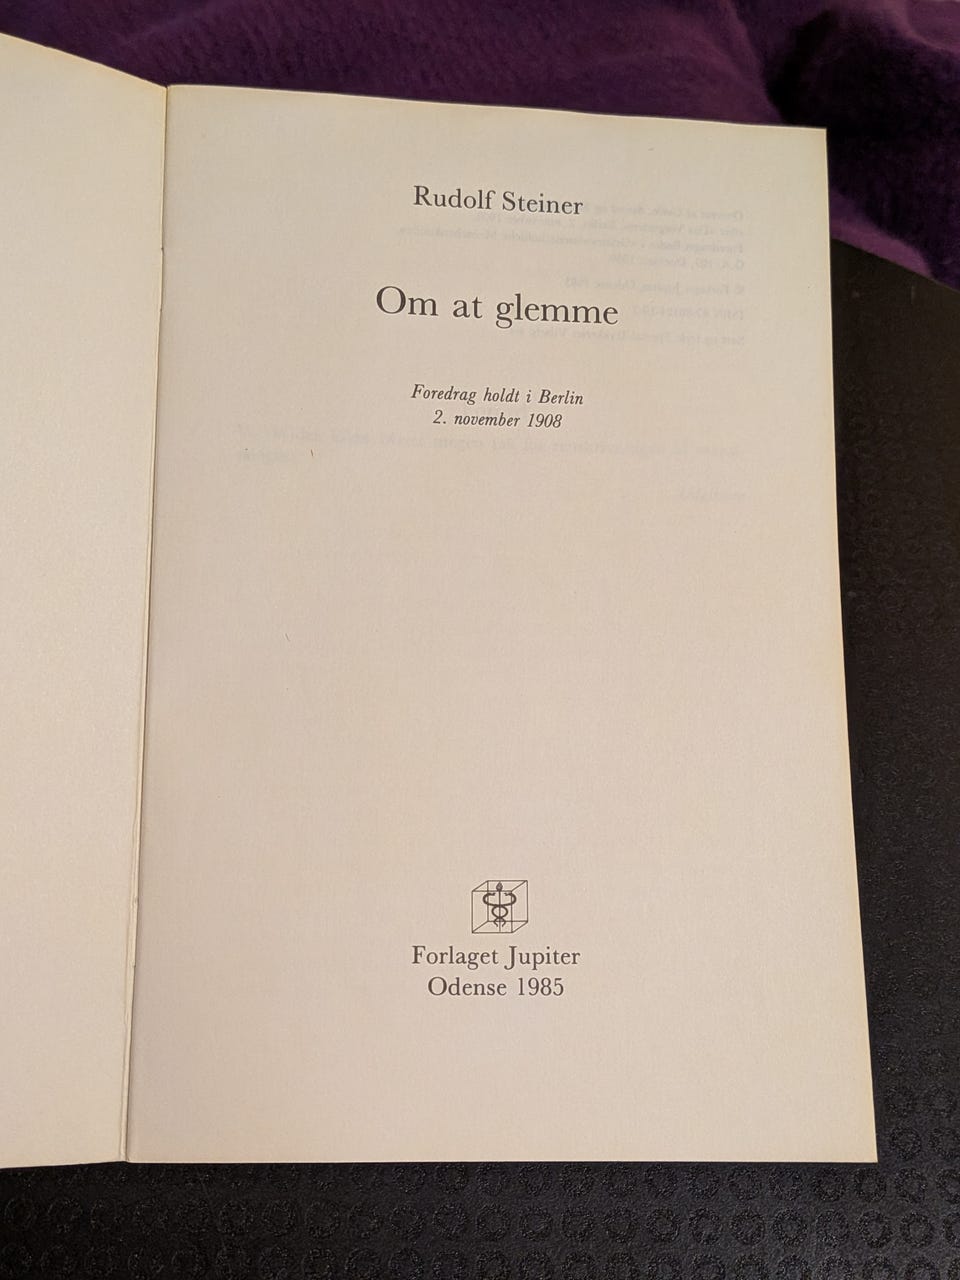 Rudolf Steiner
Om at glemme
Foredrag holdt i Berlin
2. november 1908
Forlaget Jupiter
Odense 1985